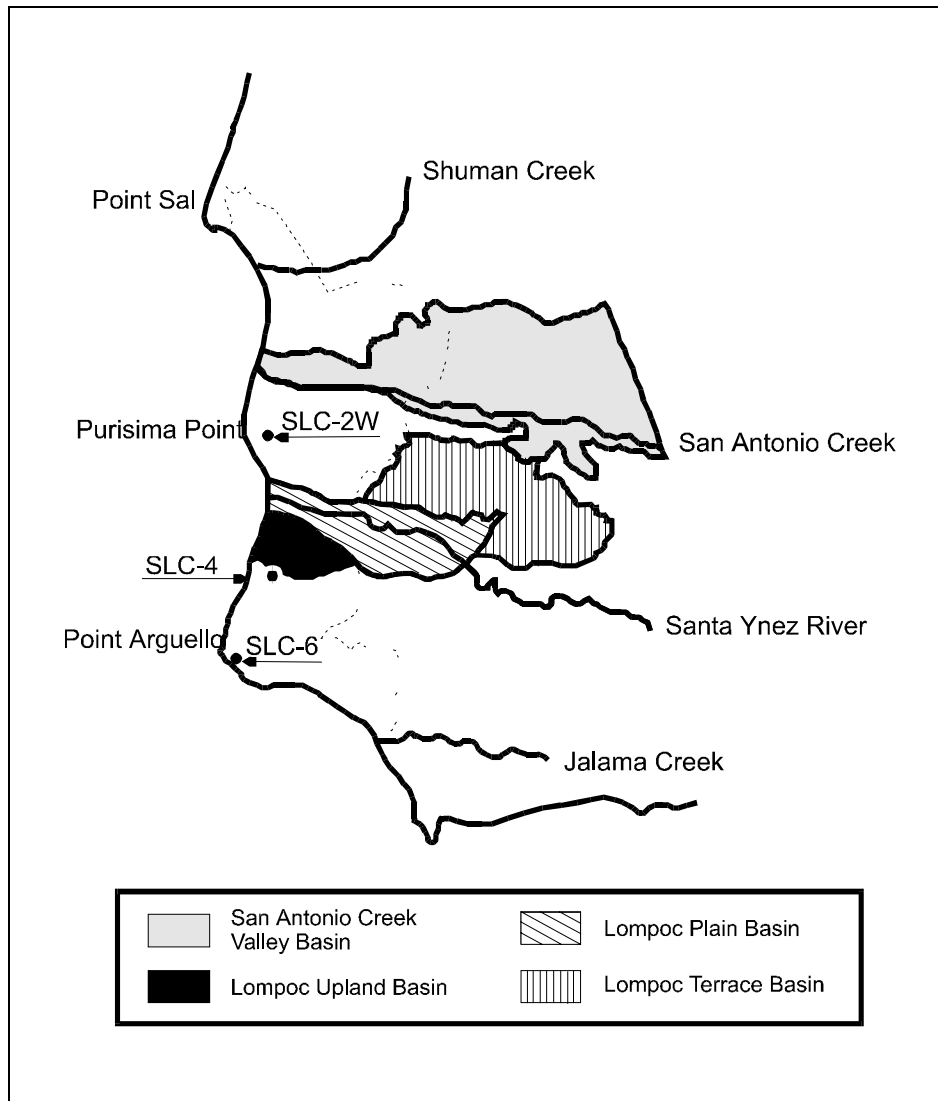 Shuman Creek
Point Sal
SLC-2W
Purisima Point
San Antonio Creek
SLC-4
Santa Ynez River
Point Arguello
SLC-6
Jalama Creek
San Antonio Creek
Valley Basin
Lompoc Plain Basin
Lompoc Upland Basin
Lompoc Terrace Basin